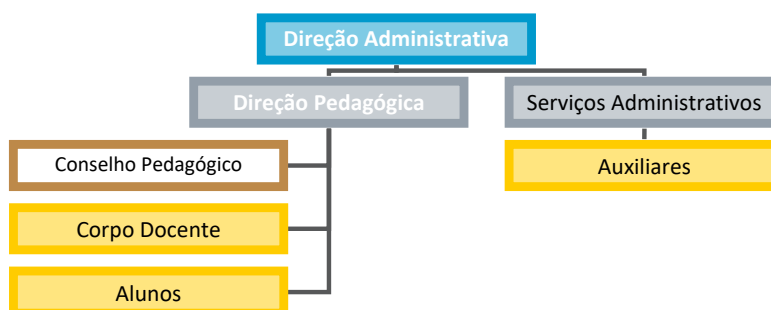 Direção Administrativa
Direção Pedagógica
Serviços Administrativos
Conselho Pedagógico
Auxiliares
Corpo Docente
Alunos